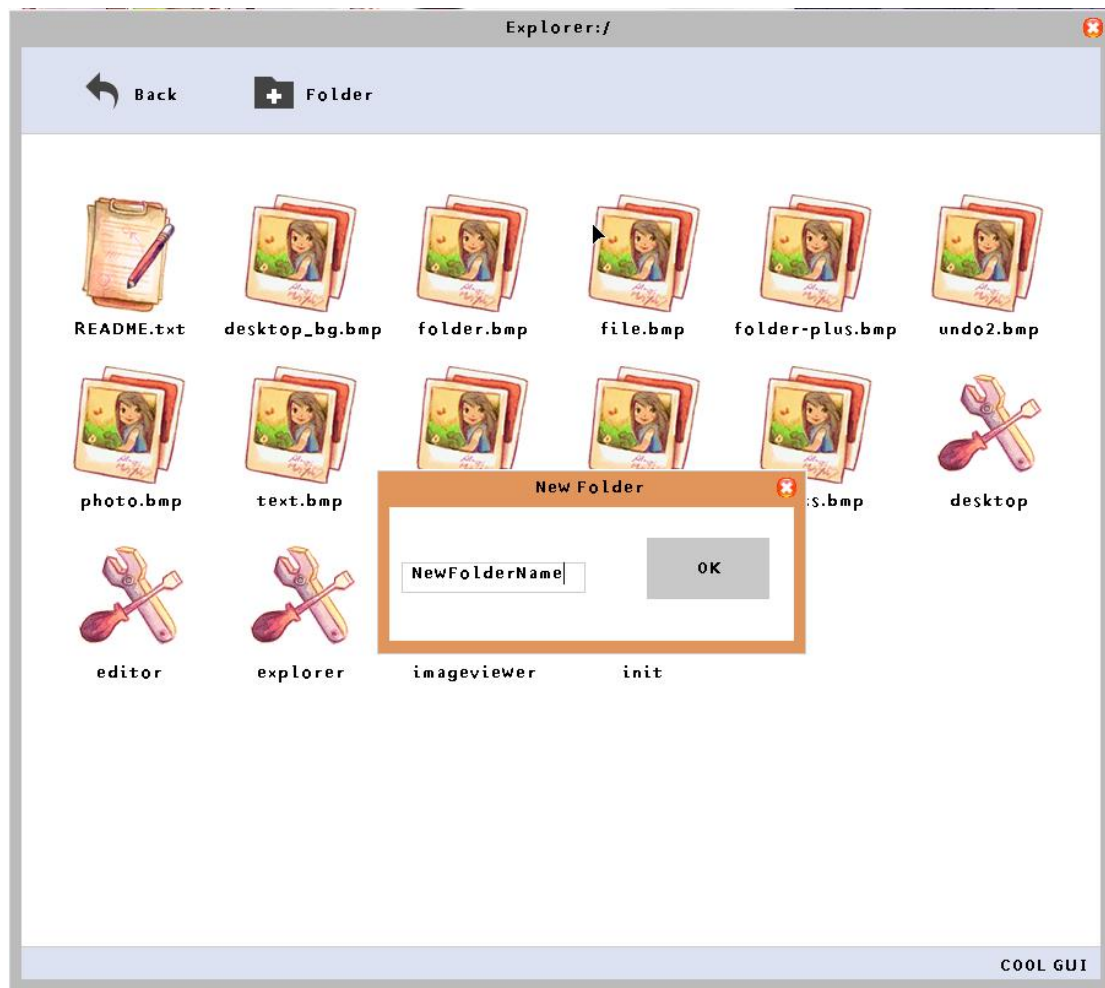 Explorer:/
Back Folder
README.txt desktop_bg.bmp folder.bmp file.bmp folder-plus.bmp undo2.bmp
photo.bmp text.bmp s.bmp desktop
New Folder
NewFolderName OK
editor explorer imageviewer init
COOL GUI